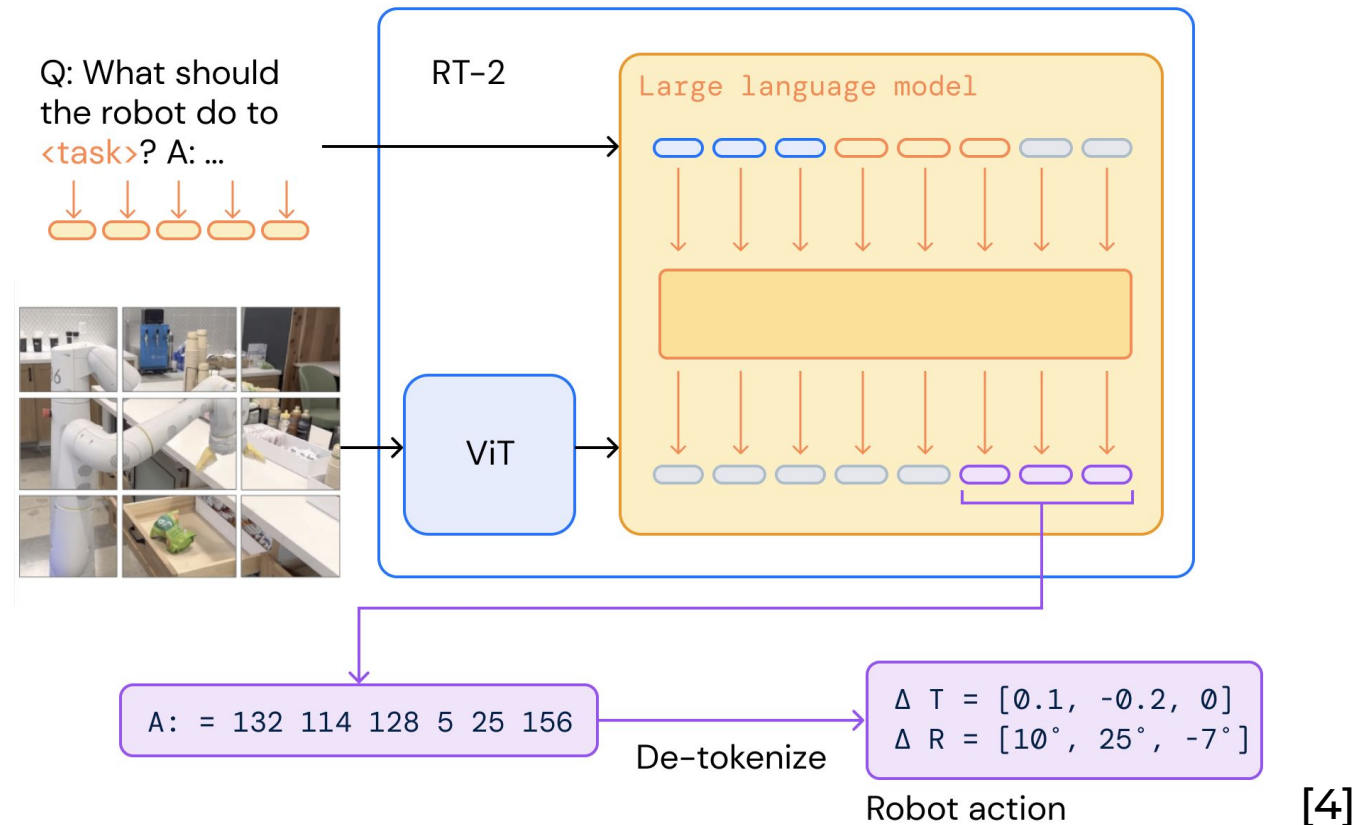 Q: What should
the robot do to
<task>? A: ...
RT-2
Large language model
ViT
A: = 132 114 128 5 25 156
De-tokenize
Δ T = [0.1, -0.2, 0]
Δ R = [10°, 25°, -7°]
Robot action
[4]